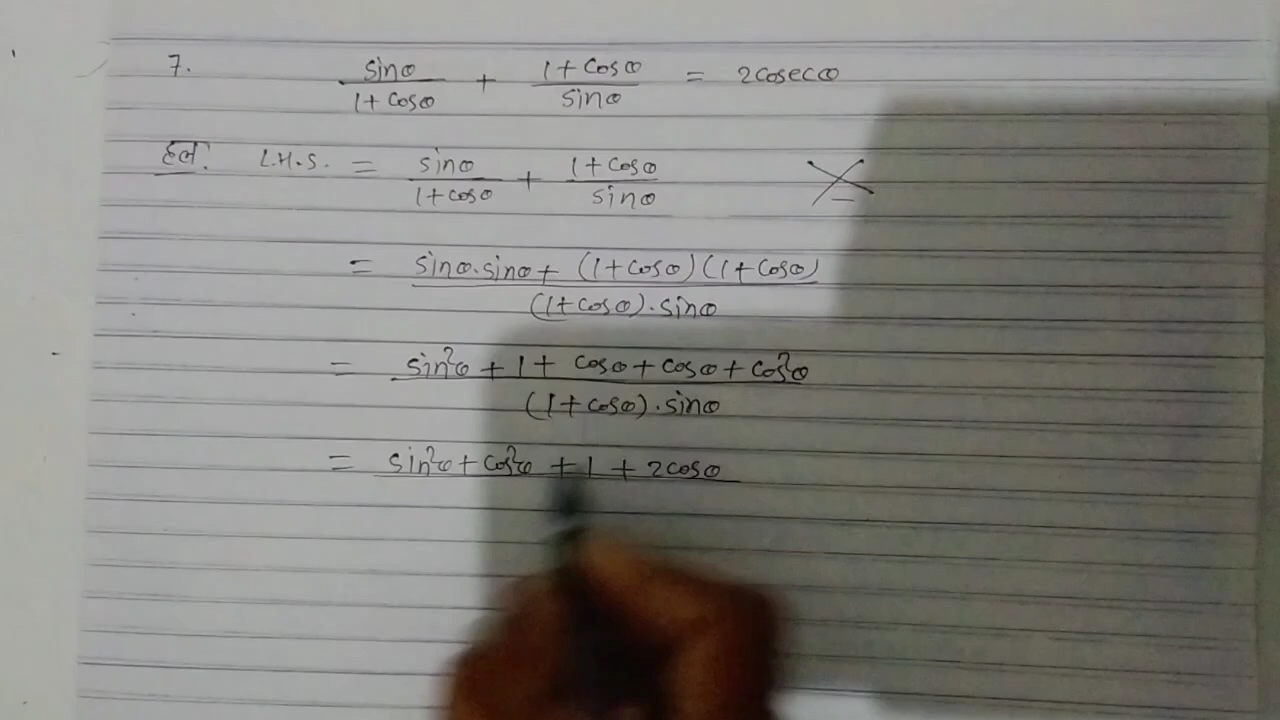 7. sinθ/(1+cosθ) + (1+cosθ)/sinθ = 2cosecθ
हल: L.H.S. = sinθ/(1+cosθ) + (1+cosθ)/sinθ
= (sinθ.sinθ + (1+cosθ)(1+cosθ))/((1+cosθ).sinθ)
= (sin²θ + 1 + cosθ + cosθ + cos²θ)/((1+cosθ).sinθ)
= sin²θ + cos²θ + 1 + 2cosθ